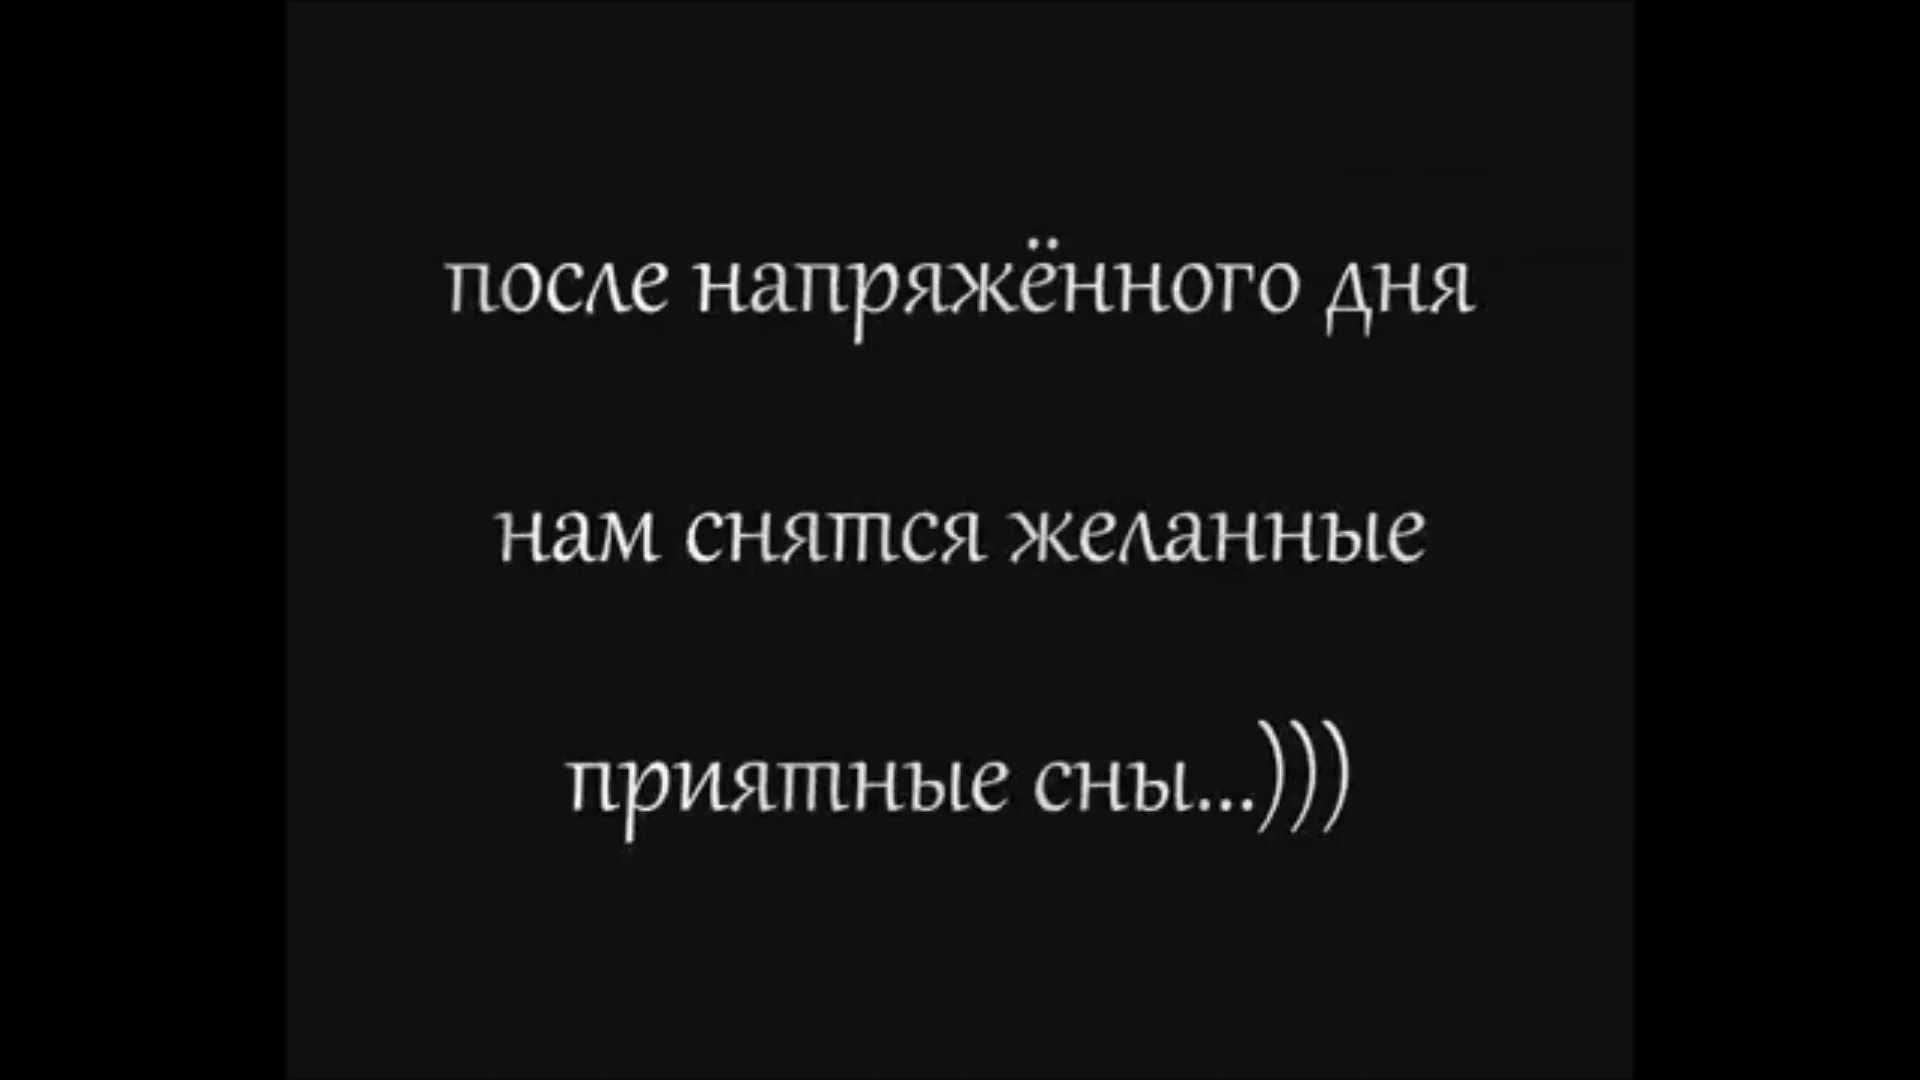 после напряжённого дня
нам снятся желанные
приятные сны...)))